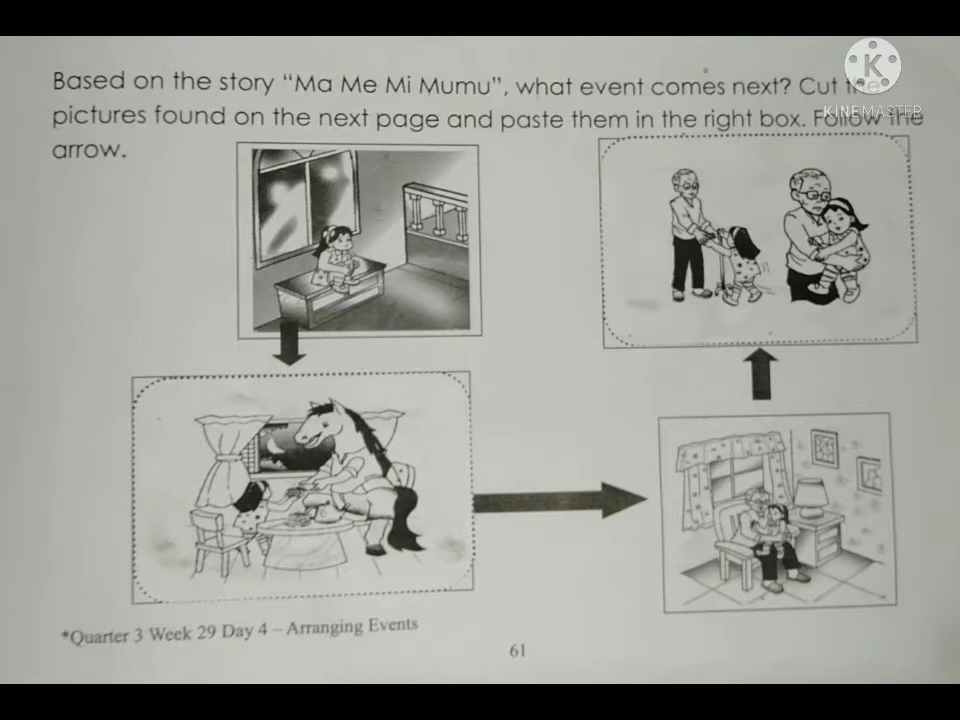 Based on the story "Ma Me Mi Mumu", what event comes next? Cut the
pictures found on the next page and paste them in the right box. Follow the
arrow.
K
KINEMASTER
*Quarter 3 Week 29 Day 4 – Arranging Events
61